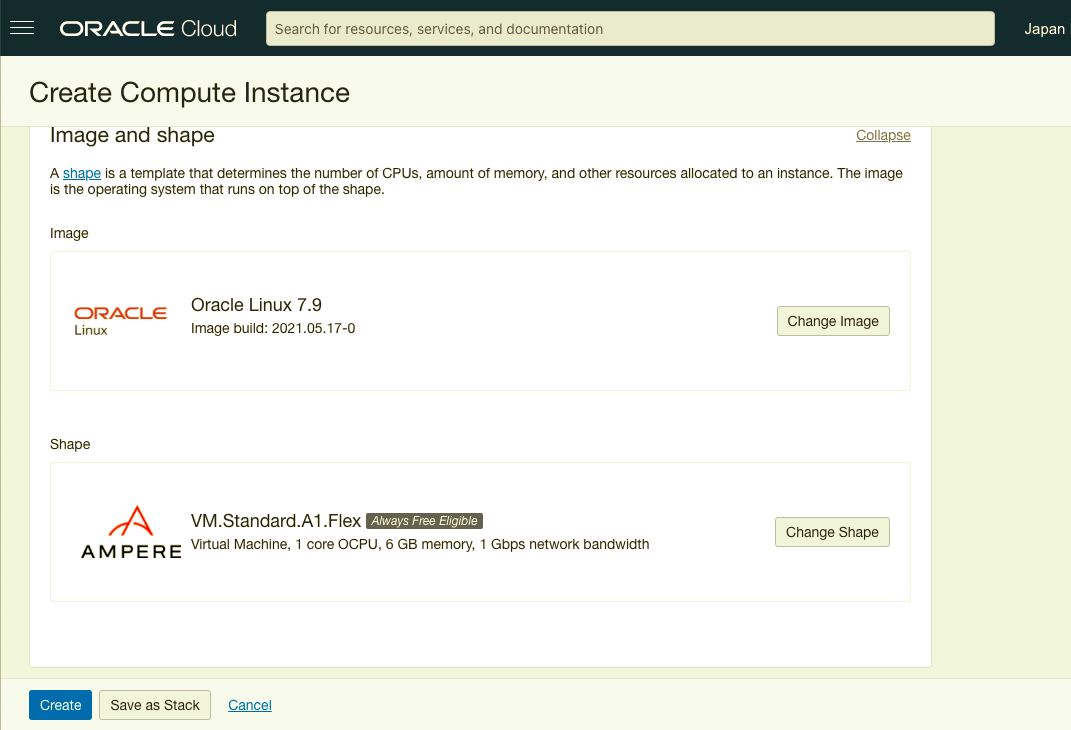 ORACLE Cloud
Search for resources, services, and documentation
Japan
Create Compute Instance
Image and shape
Collapse
A shape is a template that determines the number of CPUs, amount of memory, and other resources allocated to an instance. The image
is the operating system that runs on top of the shape.
Image
ORACLE
Linux
Oracle Linux 7.9
Image build: 2021.05.17-0
Change Image
Shape
AMPERE
VM.Standard.A1.Flex Always Free Eligible
Virtual Machine, 1 core OCPU, 6 GB memory, 1 Gbps network bandwidth
Change Shape
Create
Save as Stack
Cancel